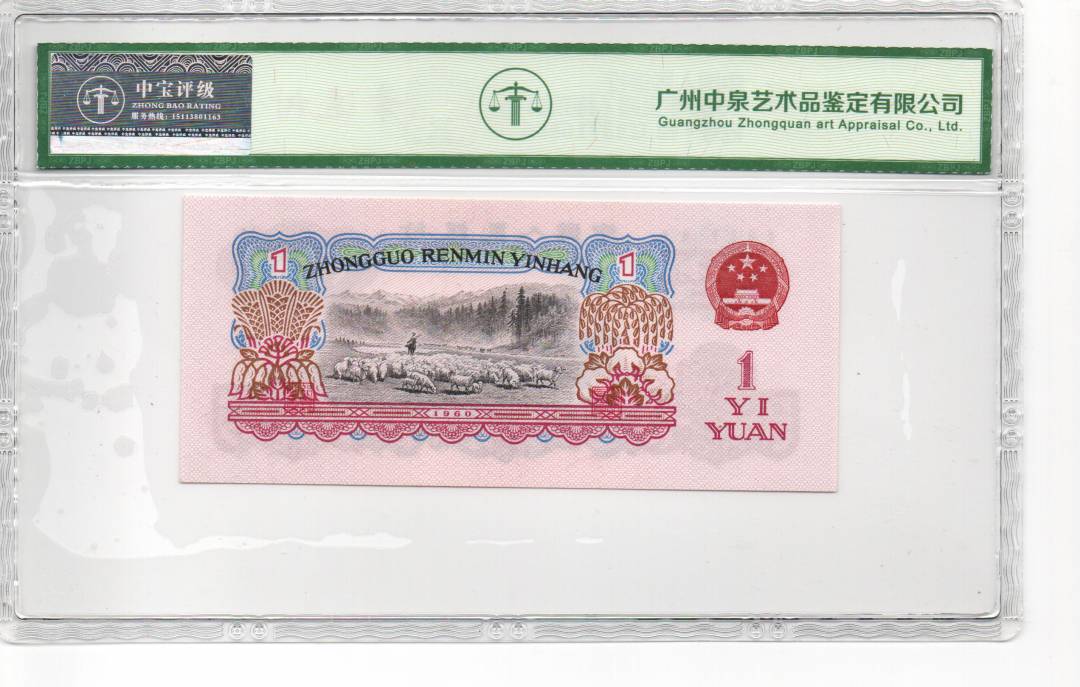 中宝评级
ZHONG BAO RATING
服务热线：15113801163
广州中泉艺术品鉴定有限公司
Guangzhou Zhongquan art Appraisal Co., Ltd.
1
ZHONGGUO RENMIN YINHANG
1
1
YI
YUAN
1960